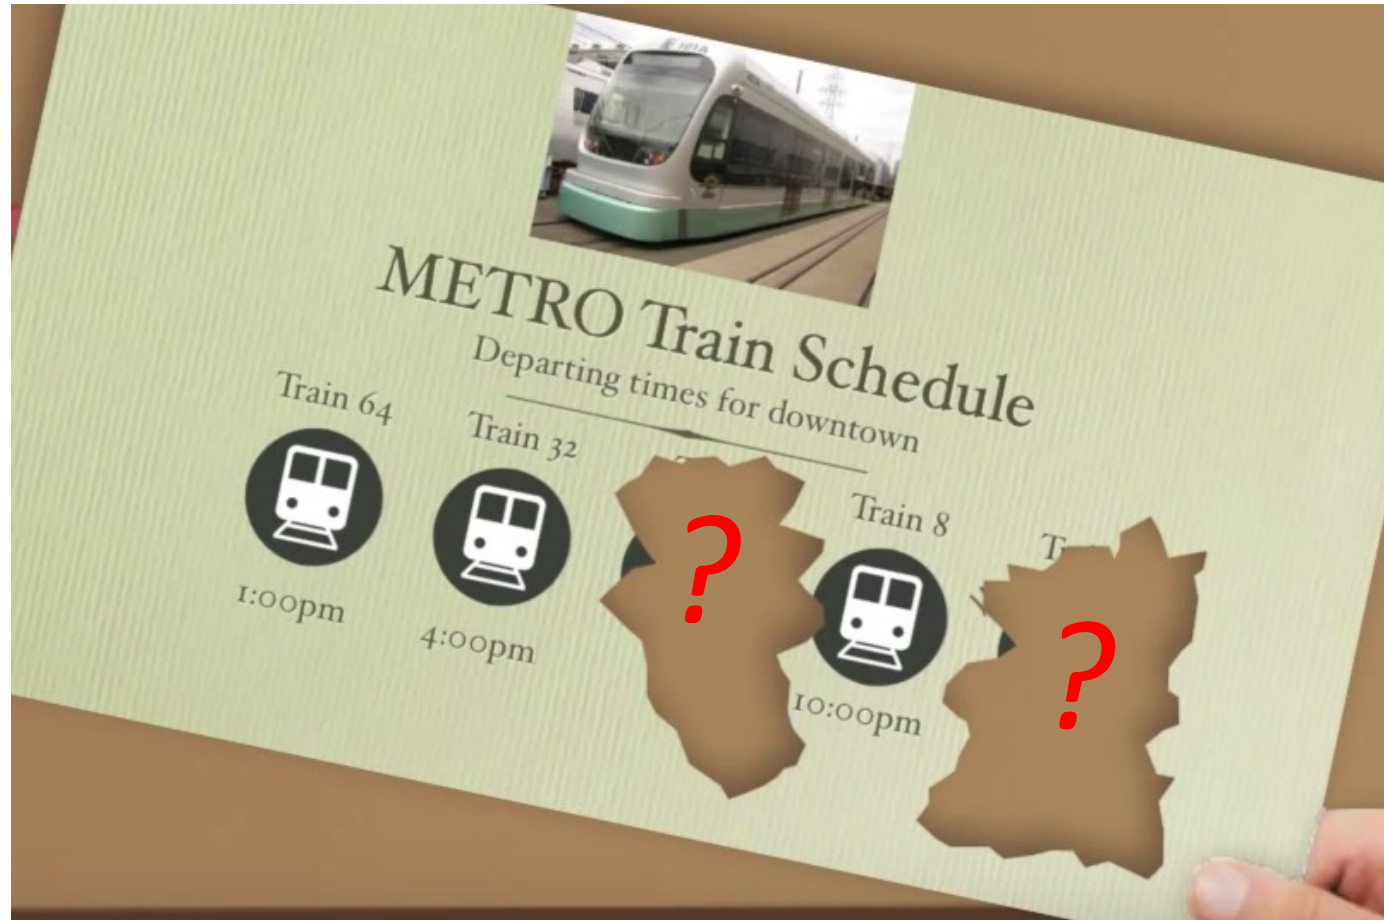 101A
METRO Train Schedule
Departing times for downtown
Train 64
Train 32
Train 8
1:00pm
4:00pm
10:00pm
?
?